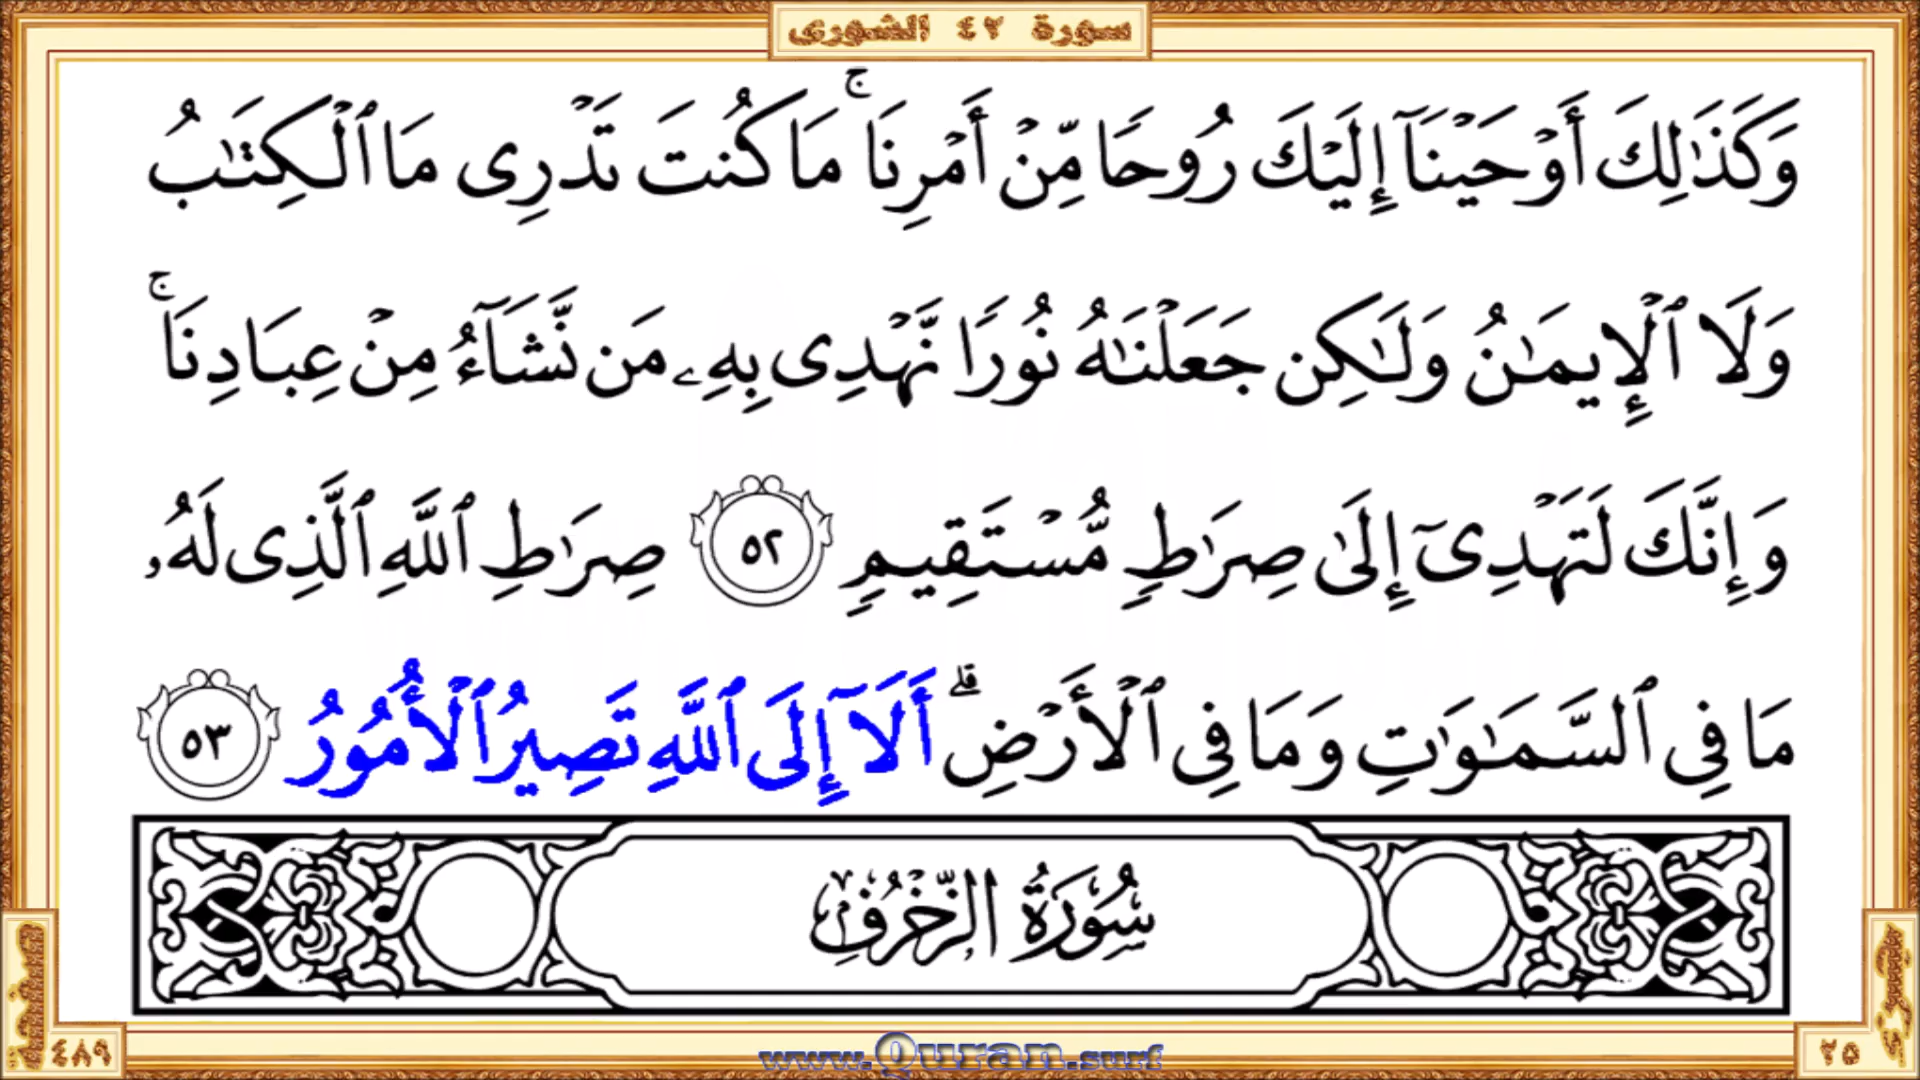 سورة ٤٢ الشورى
وَكَذَٰلِكَ أَوۡحَيۡنَآ إِلَيۡكَ رُوحٗا مِّنۡ أَمۡرِنَاۚ مَا كُنتَ تَدۡرِي مَا ٱلۡكِتَٰبُ
وَلَا ٱلۡإِيمَٰنُ وَلَٰكِن جَعَلۡنَٰهُ نُورٗا نَّهۡدِي بِهِۦ مَن نَّشَآءُ مِنۡ عِبَادِنَاۚ
وَإِنَّكَ لَتَهۡدِيٓ إِلَىٰ صِرَٰطٖ مُّسۡتَقِيمٖ ٥٢ صِرَٰطِ ٱللَّهِ ٱلَّذِي لَهُۥ
مَا فِي ٱلسَّمَٰوَٰتِ وَمَا فِي ٱلۡأَرۡضِۗ أَلَآ إِلَى ٱللَّهِ تَصِيرُ ٱلۡأُمُورُ ٥٣
سُورَةُ الزُّخۡرُفِ
صفحة
٤٨٩
www.Quran.surf
٢٥